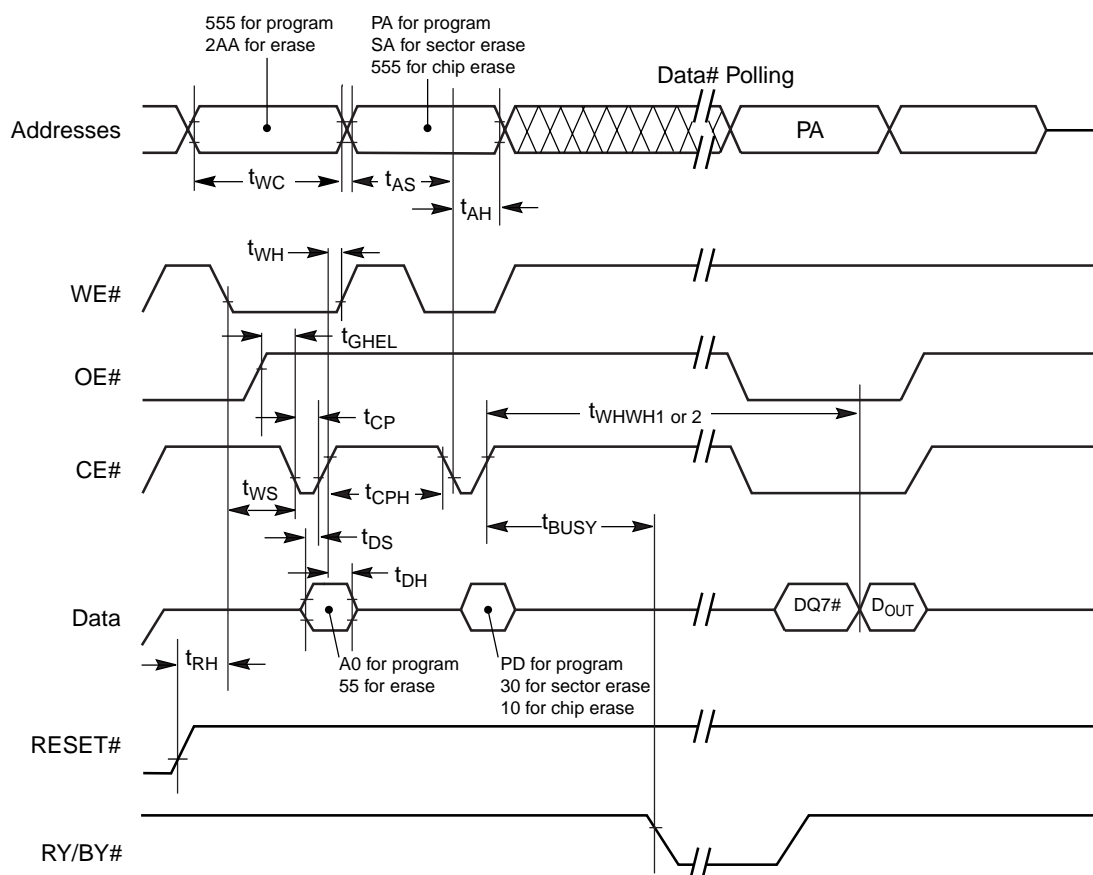 555 for program
2AA for erase
PA for program
SA for sector erase
555 for chip erase
Data# Polling
Addresses
PA
tWC
tAS
tAH
tWH
WE#
tGHEL
OE#
tWHWH1 or 2
tCP
CE#
tWS
tCPH
tBUSY
tDS
tDH
Data
DQ7#
DOUT
tRH
A0 for program
55 for erase
PD for program
30 for sector erase
10 for chip erase
RESET#
RY/BY#